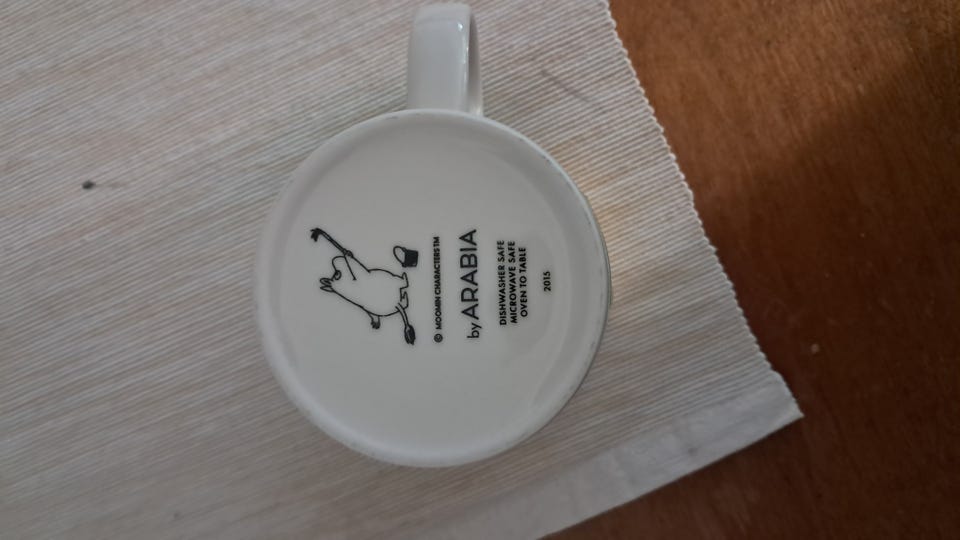 © MOOMIN CHARACTERS™
by ARABIA
DISHWASHER SAFE
MICROWAVE SAFE
OVEN TO TABLE
2015